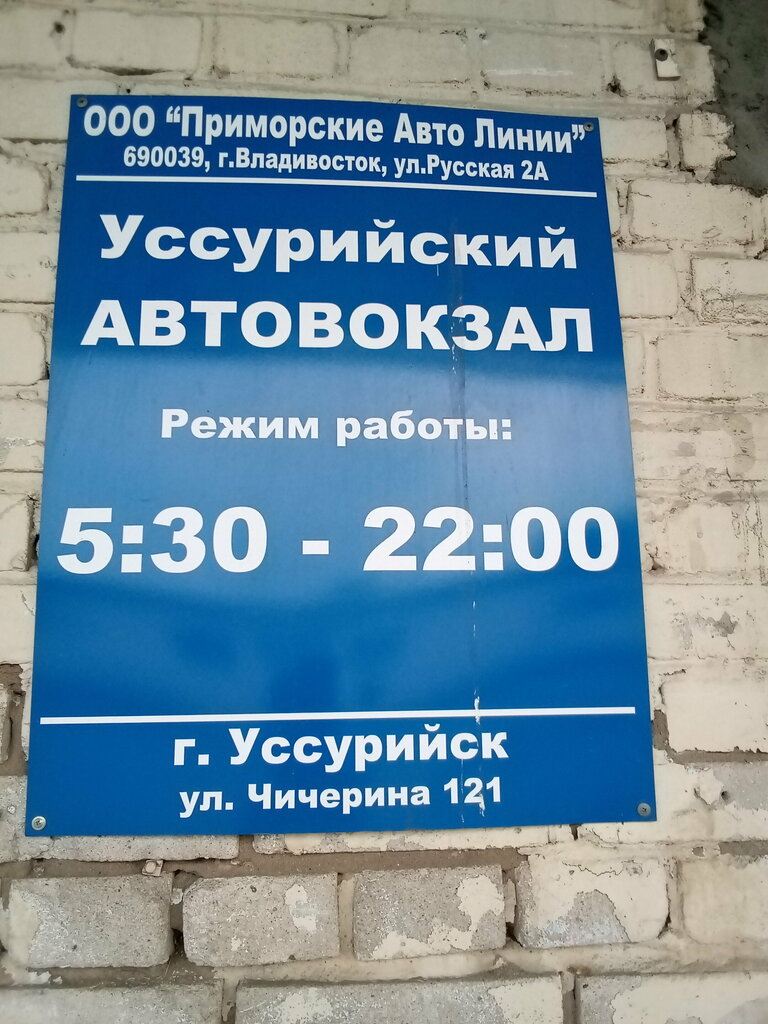 ООО “Приморские Авто Линии”
690039, г.Владивосток, ул.Русская 2А
Уссурийский
АВТОВОКЗАЛ
Режим работы:
5:30 - 22:00
г. Уссурийск
ул. Чичерина 121